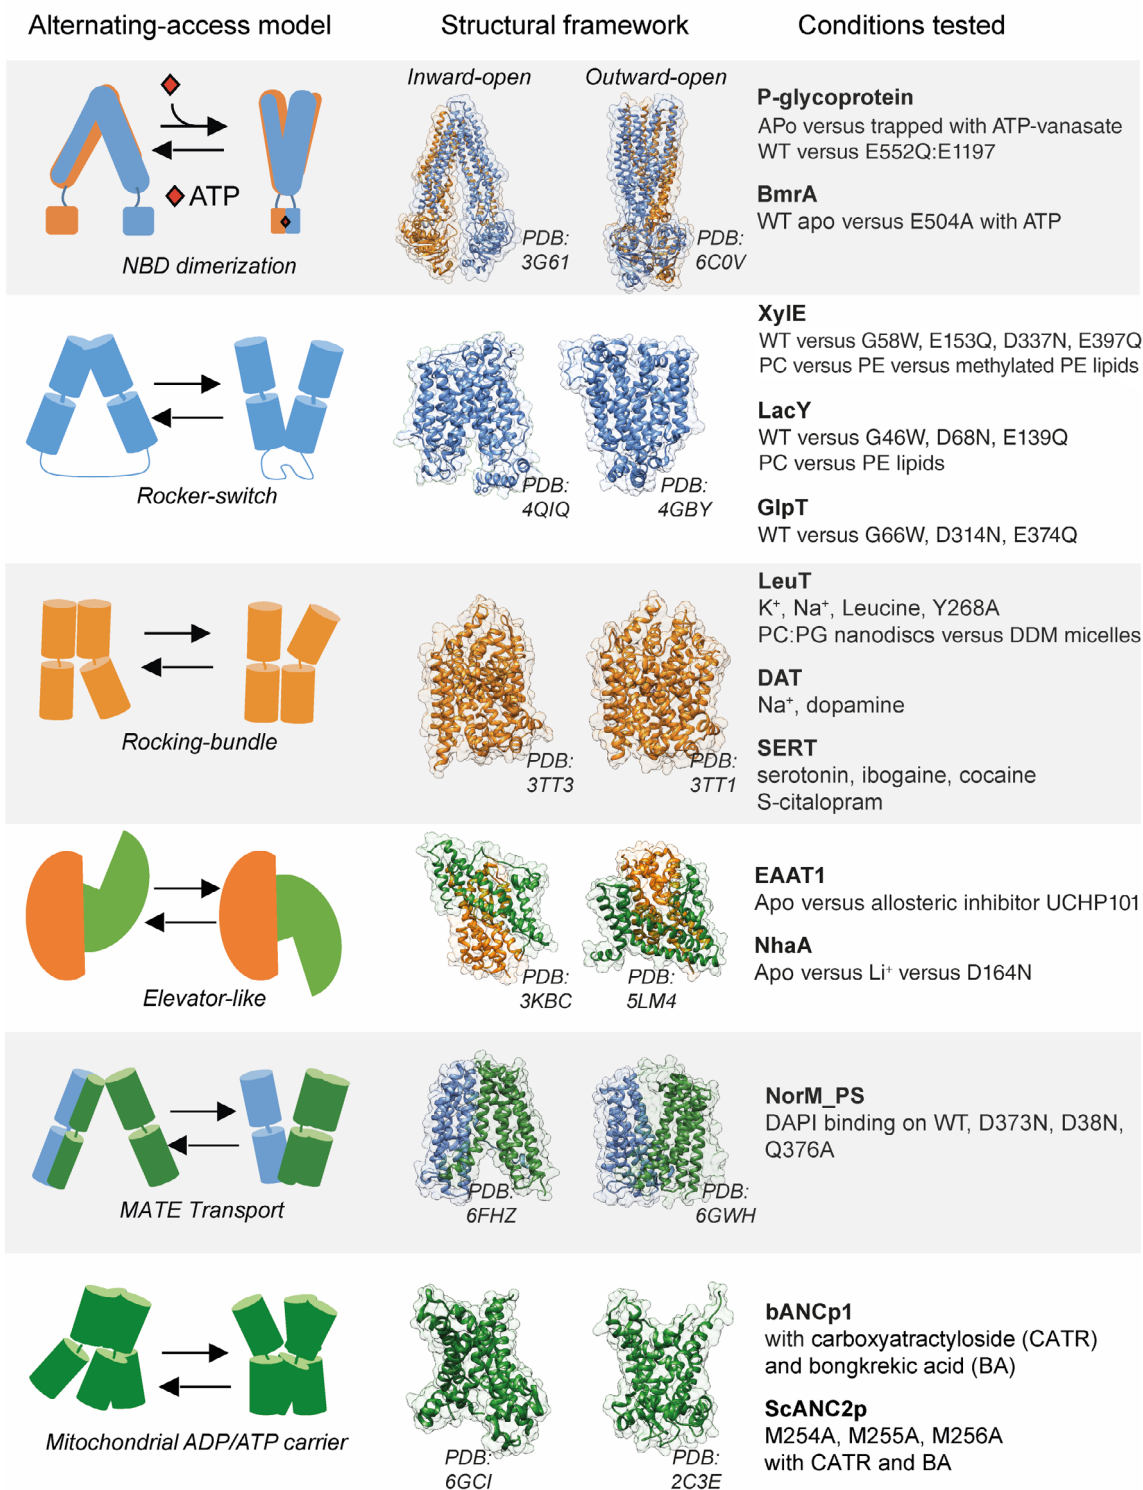 Alternating-access model
Structural framework
Conditions tested
Inward-open
Outward-open
ATP
NBD dimerization
PDB:
3G61
PDB:
6C0V
P-glycoprotein
APo versus trapped with ATP-vanasate
WT versus E552Q:E1197
BmrA
WT apo versus E504A with ATP
Rocker-switch
PDB:
4QIQ
PDB:
4GBY
XylE
WT versus G58W, E153Q, D337N, E397Q
PC versus PE versus methylated PE lipids
LacY
WT versus G46W, D68N, E139Q
PC versus PE lipids
GlpT
WT versus G66W, D314N, E374Q
Rocking-bundle
PDB:
3TT3
PDB:
3TT1
LeuT
K⁺, Na⁺, Leucine, Y268A
PC:PG nanodiscs versus DDM micelles
DAT
Na⁺, dopamine
SERT
serotonin, ibogaine, cocaine
S-citalopram
Elevator-like
PDB:
3KBC
PDB:
5LM4
EAAT1
Apo versus allosteric inhibitor UCHP101
NhaA
Apo versus Li⁺ versus D164N
MATE Transport
PDB:
6FHZ
PDB:
6GWH
NorM_PS
DAPI binding on WT, D373N, D38N,
Q376A
Mitochondrial ADP/ATP carrier
PDB:
6GCI
PDB:
2C3E
bANCp1
with carboxyatractyloside (CATR)
and bongkrekic acid (BA)
ScANC2p
M254A, M255A, M256A
with CATR and BA